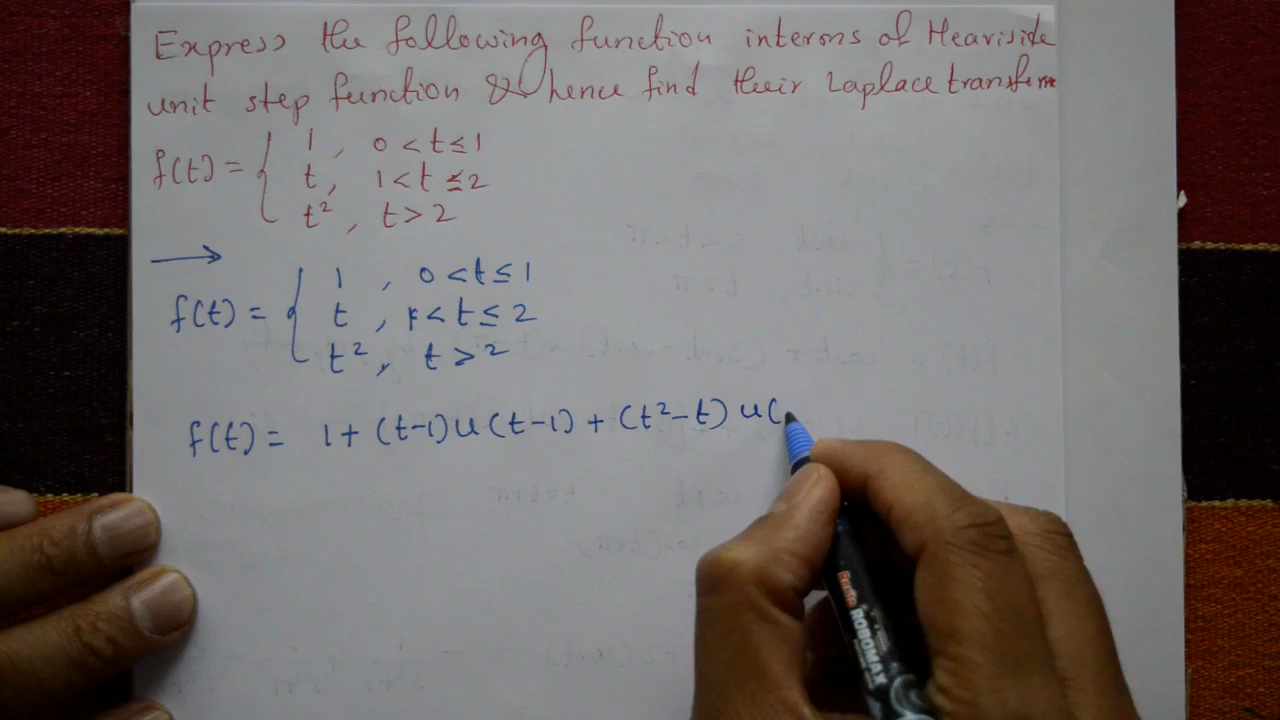 Express the following function interms of Heaviside
unit step function & hence find their Laplace transform
f(t) = { 1, 0 < t ≤ 1
t, 1 < t ≤ 2
t², t > 2
→
f(t) = { 1, 0 < t ≤ 1
t, 1 < t ≤ 2
t², t > 2
f(t) = 1 + (t-1)u(t-1) + (t²-t) u(
ROBOMAX